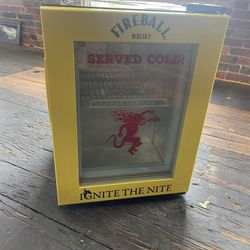 FIREBALL
WHISKY
SERVED COLD!
IGNITE THE NITE